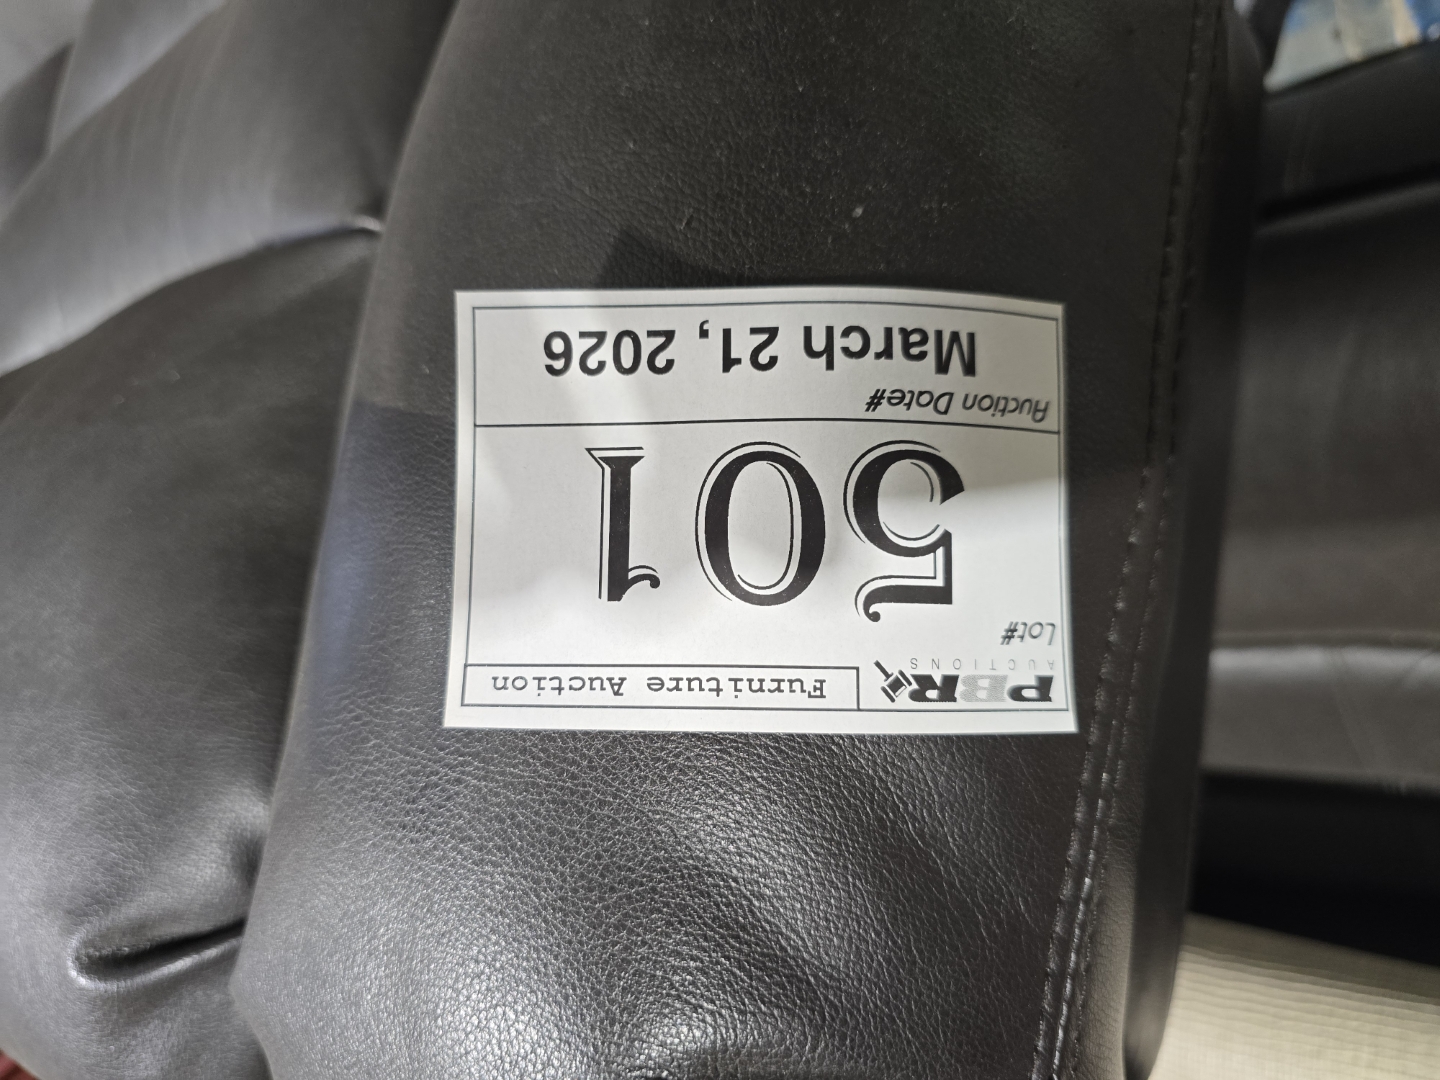 PBR
AUCTIONS
Furniture Auction
Lot#
501
Auction Date#
March 21, 2026